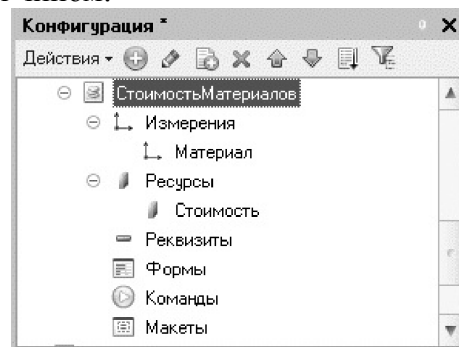 Конфигурация *
Действия
СтоимостьМатериалов
Измерения
Материал
Ресурсы
Стоимость
Реквизиты
Формы
Команды
Макеты